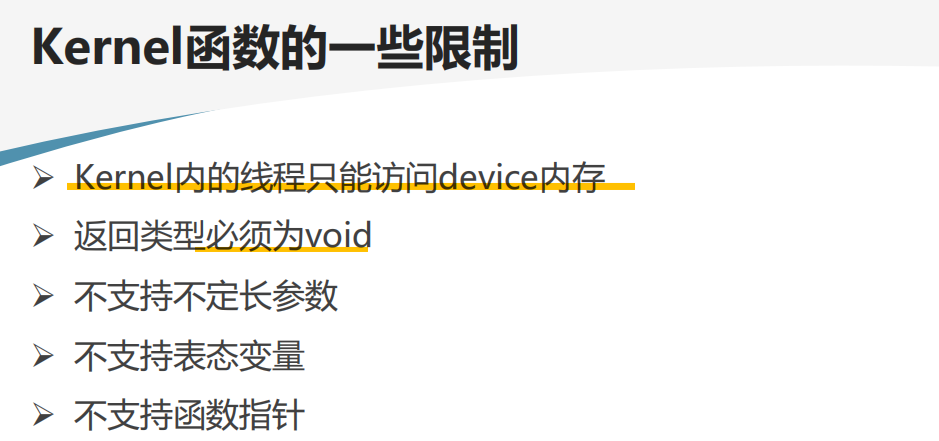 Kernel函数的一些限制
Kernel内的线程只能访问device内存
返回类型必须为void
不支持不定长参数
不支持表态变量
不支持函数指针